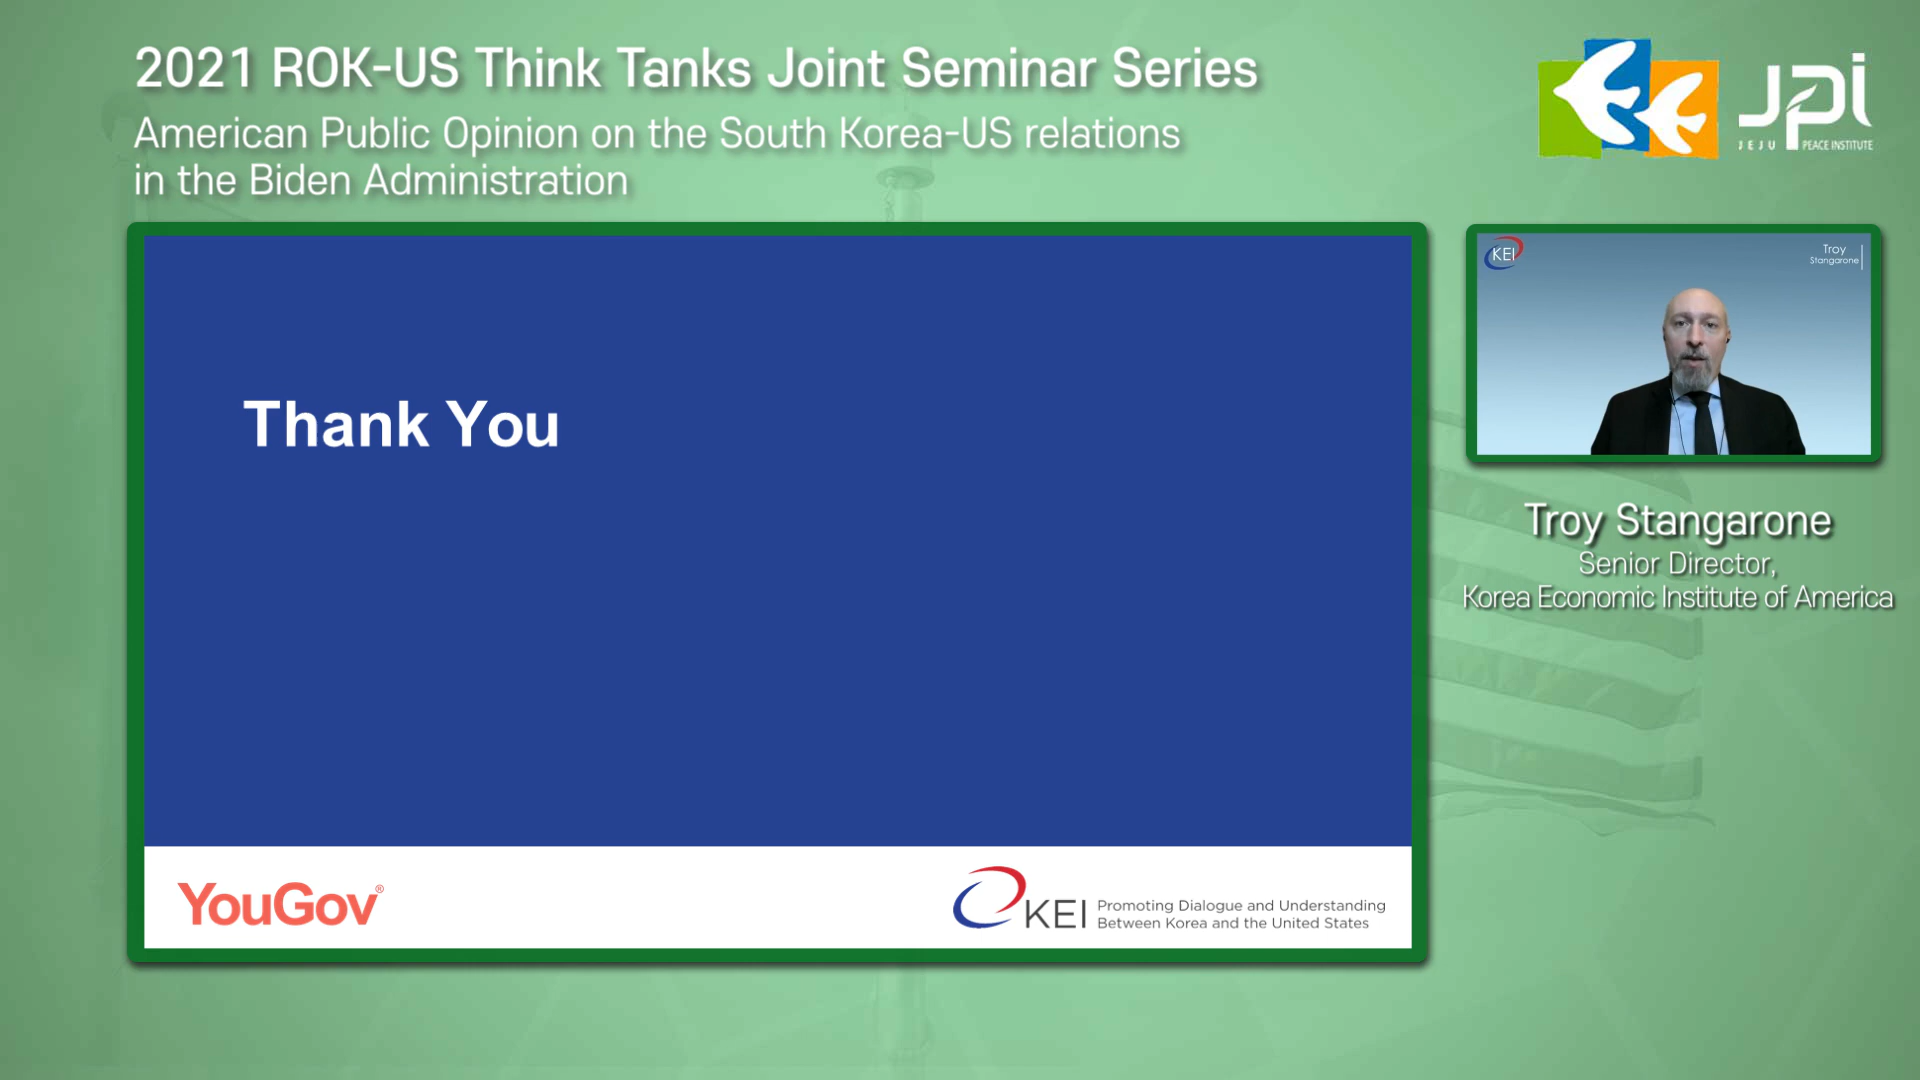 2021 ROK-US Think Tanks Joint Seminar Series
American Public Opinion on the South Korea-US relations
in the Biden Administration
JPI
JEJU PEACE INSTITUTE
KEI
Troy
Stangarone
Thank You
Troy Stangarone
Senior Director,
Korea Economic Institute of America
YouGov®
KEI
Promoting Dialogue and Understanding
Between Korea and the United States